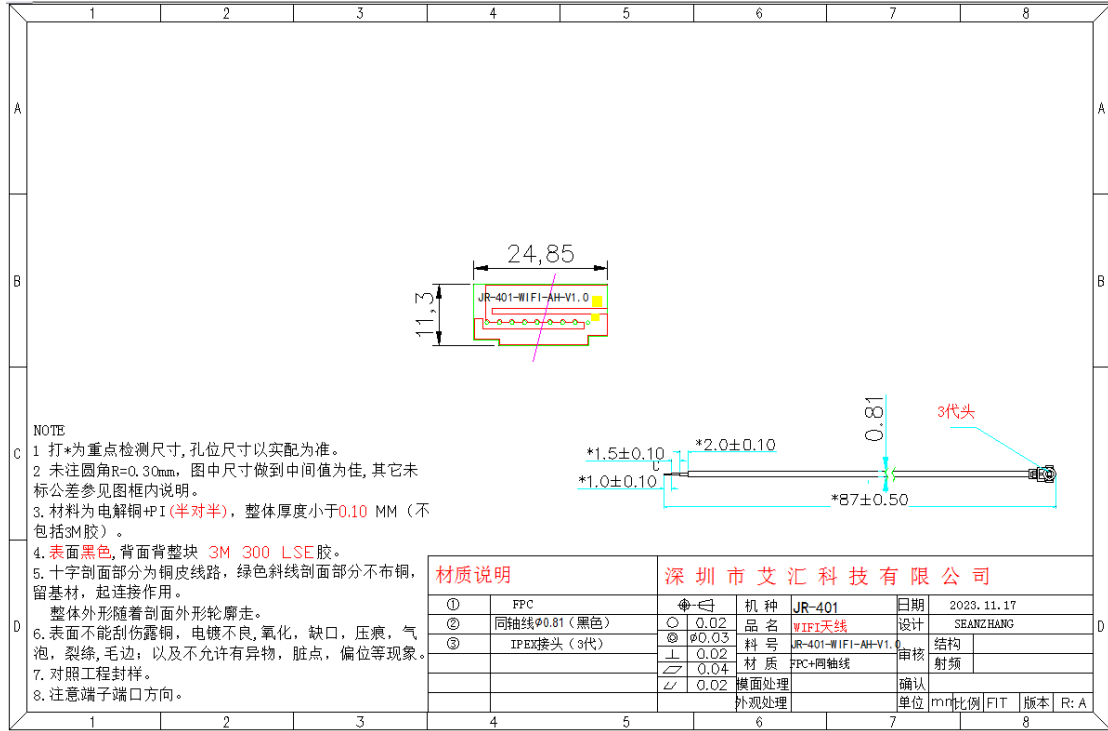 1 2 3 4 5 6 7 8
A A
24,85
B B
11,3
JR-401-WIFI-AH-V1.0
0.81
3代头
*1.5±0.10
*2.0±0.10
C
*1.0±0.10
*87±0.50
C C
NOTE
1 打*为重点检测尺寸,孔位尺寸以实配为准。
2 未注圆角R=0.30mm, 图中尺寸做到中间值为佳,其它未
标公差参见图框内说明。
3.材料为电解铜+PI(半对半), 整体厚度小于0.10 MM (不
包括3M胶) 。
4.表面黑色,背面背整块 3M 300 LSE胶。
5.十字剖面部分为铜皮线路, 绿色斜线剖面部分不布铜,
留基材, 起连接作用。
整体外形随着剖面外形轮廓走。
6.表面不能刮伤露铜, 电镀不良,氧化, 缺口, 压痕, 气
泡, 裂绦,毛边; 以及不允许有异物, 脏点, 偏位等现象。
7.对照工程封样。
8.注意端子端口方向。
D D
材质说明
① FPC
② 同轴线Φ0.81 (黑色)
③ IPEX接头 (3代)
深圳市艾汇科技有限公司
机种 JR-401 日期 2023.11.17
0.02 品名 WIFI天线 设计 SEANZHANG
Φ0.03 料号 JR-401-WIFI-AH-V1.0 审核 结构
0.02 材质 FPC+同轴线 射频
0.04
0.02 模面处理 确认
外观处理 单位 mm 比例 FIT 版本 R:A
1 2 3 4 5 6 7 8